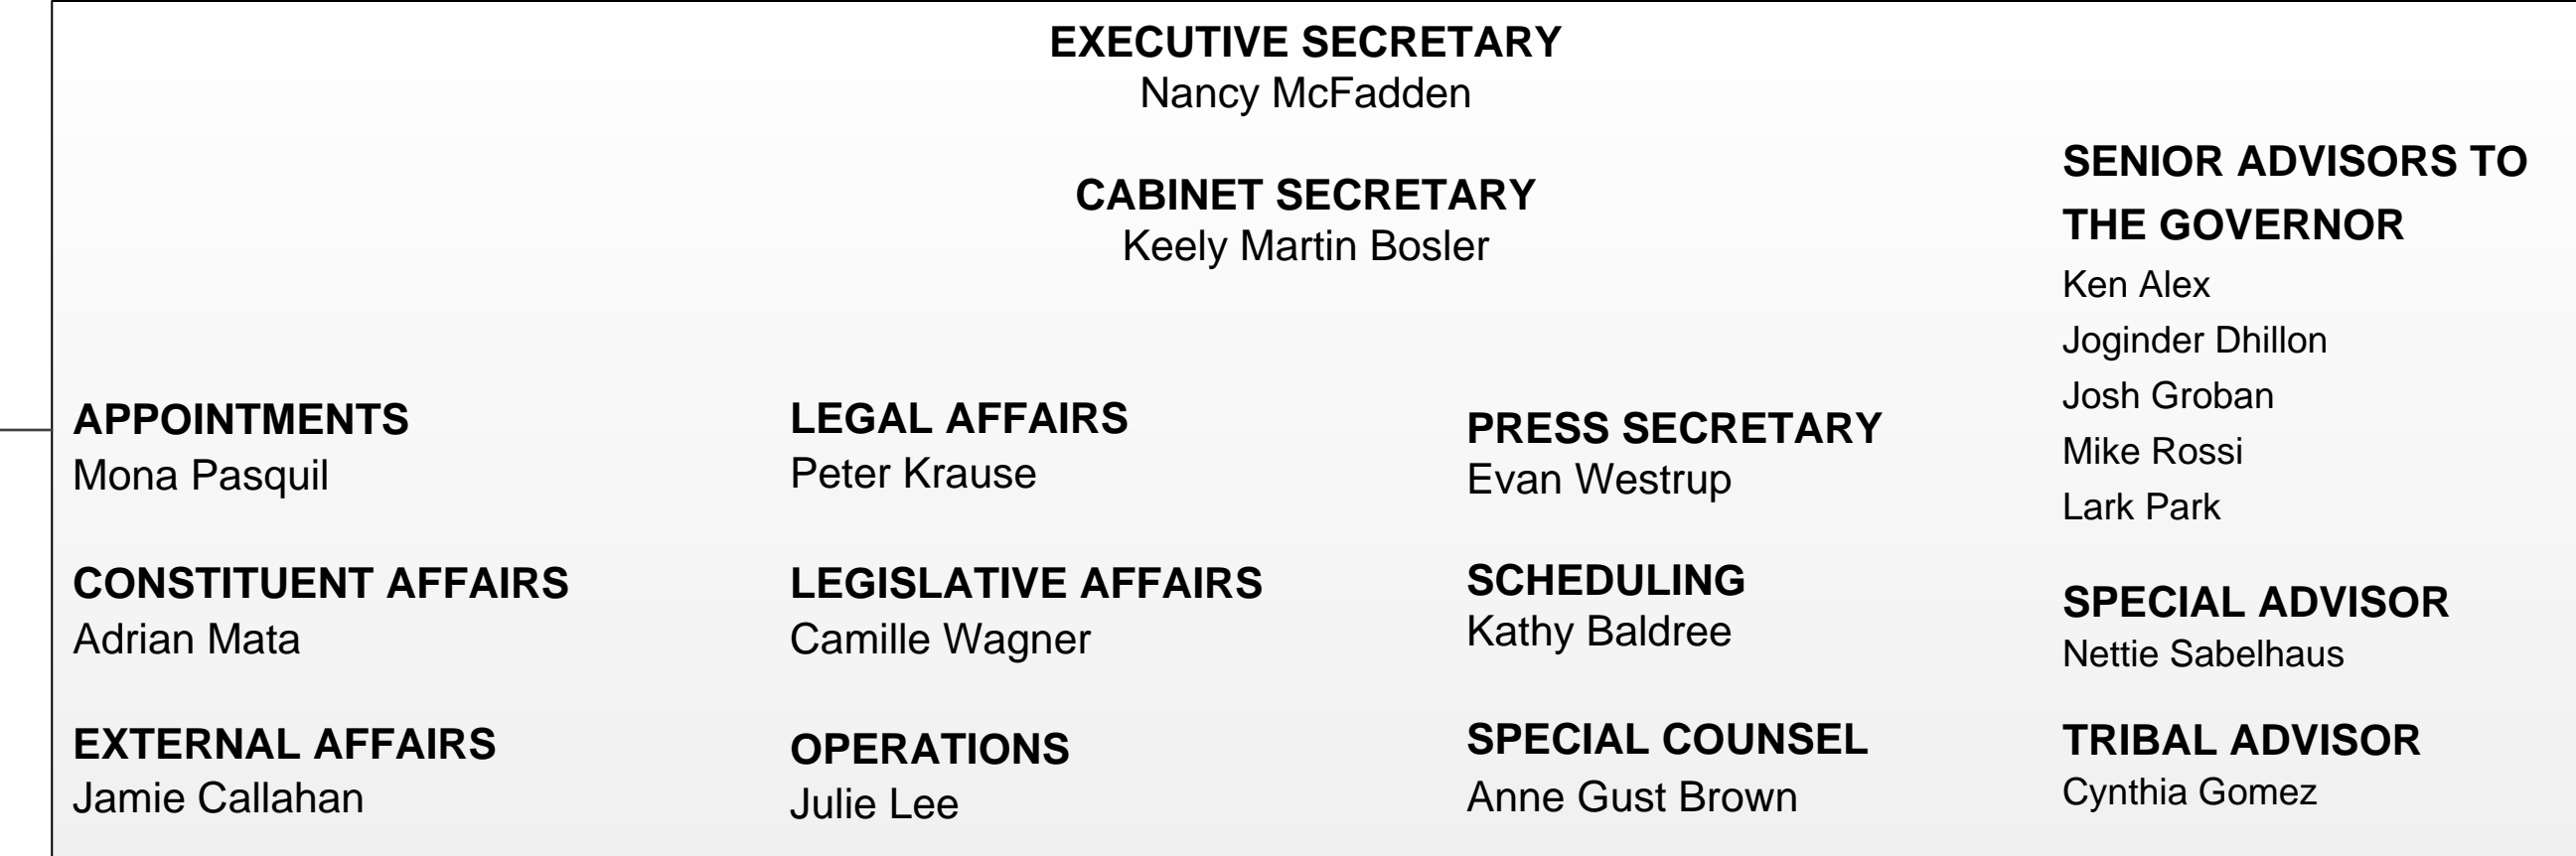 EXECUTIVE SECRETARY
Nancy McFadden
CABINET SECRETARY
Keely Martin Bosler
APPOINTMENTS
Mona Pasquil
CONSTITUENT AFFAIRS
Adrian Mata
EXTERNAL AFFAIRS
Jamie Callahan
LEGAL AFFAIRS
Peter Krause
LEGISLATIVE AFFAIRS
Camille Wagner
OPERATIONS
Julie Lee
PRESS SECRETARY
Evan Westrup
SCHEDULING
Kathy Baldree
SPECIAL COUNSEL
Anne Gust Brown
SENIOR ADVISORS TO
THE GOVERNOR
Ken Alex
Joginder Dhillon
Josh Groban
Mike Rossi
Lark Park
SPECIAL ADVISOR
Nettie Sabelhaus
TRIBAL ADVISOR
Cynthia Gomez